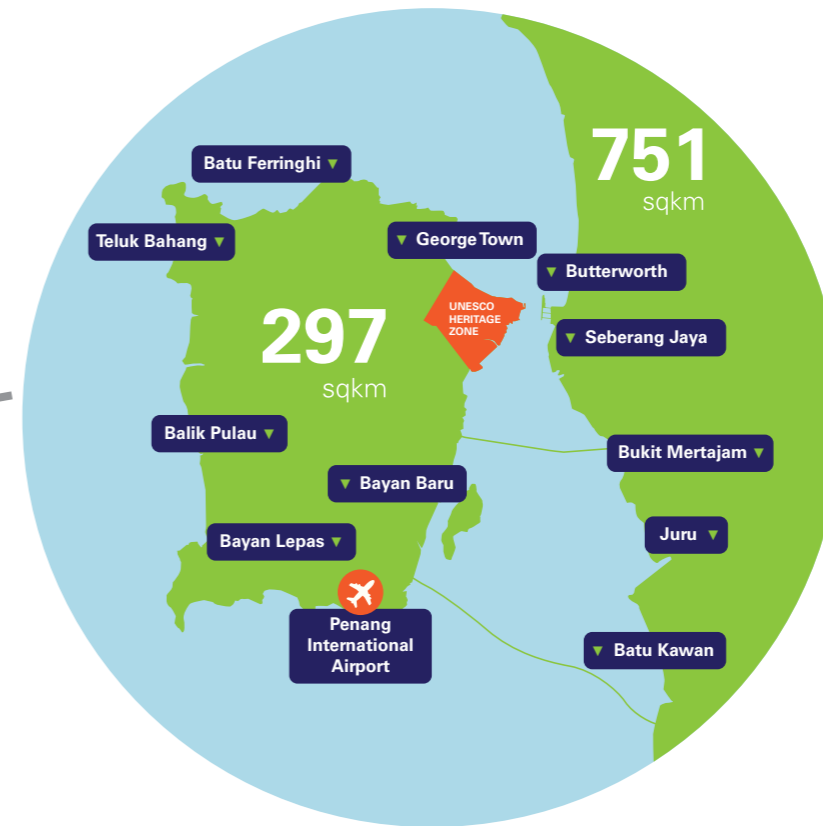 751
sqkm
Batu Ferringhi
Teluk Bahang
George Town
Butterworth
UNESCO
HERITAGE
ZONE
297
sqkm
Seberang Jaya
Balik Pulau
Bukit Mertajam
Bayan Baru
Bayan Lepas
Juru
Penang
International
Airport
Batu Kawan